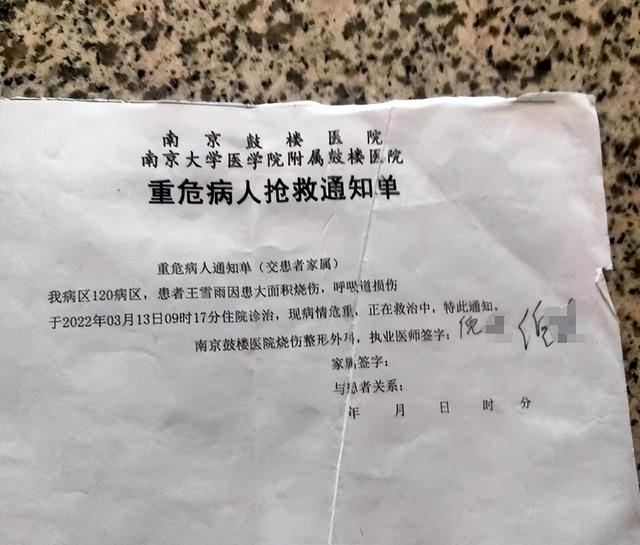 南京鼓楼医院
南京大学医学院附属鼓楼医院
重危病人抢救通知单
重危病人通知单（交患者家属）
我病区120病区，患者王雪雨因患大面积烧伤，呼吸道损伤
于2022年03月13日09时17分住院诊治，现病情危重，正在救治中，特此通知。
南京鼓楼医院烧伤整形外科，执业医师签字：倪
家属签字：
与患者关系：
年 月 日 时 分